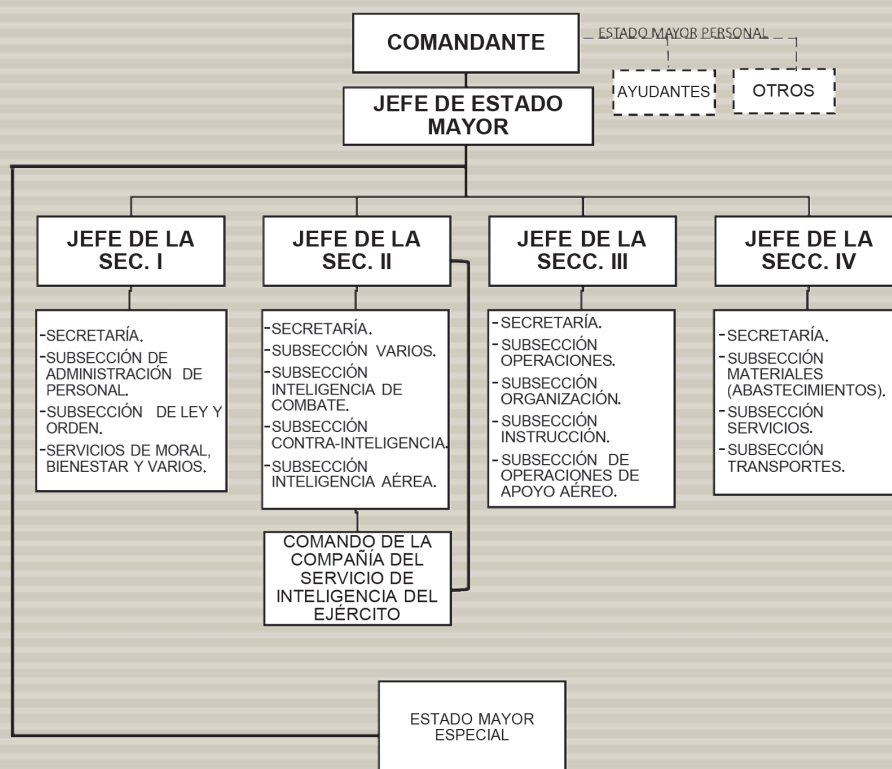 COMANDANTE
ESTADO MAYOR PERSONAL
AYUDANTES
OTROS
JEFE DE ESTADO
MAYOR
JEFE DE LA
SEC. I
JEFE DE LA
SEC. II
JEFE DE LA
SECC. III
JEFE DE LA
SECC. IV
-SECRETARÍA.
-SUBSECCIÓN DE
ADMINISTRACIÓN DE
PERSONAL.
-SUBSECCIÓN DE LEY Y
ORDEN.
-SERVICIOS DE MORAL,
BIENESTAR Y VARIOS.
-SECRETARÍA.
-SUBSECCIÓN VARIOS.
-SUBSECCIÓN
INTELIGENCIA DE
COMBATE.
-SUBSECCIÓN
CONTRA-INTELIGENCIA.
-SUBSECCIÓN
INTELIGENCIA AÉREA.
-SECRETARÍA.
-SUBSECCIÓN
OPERACIONES.
-SUBSECCIÓN
ORGANIZACIÓN.
-SUBSECCIÓN
INSTRUCCIÓN.
-SUBSECCIÓN DE
OPERACIONES DE
APOYO AÉREO.
-SECRETARÍA.
-SUBSECCIÓN
MATERIALES
(ABASTECIMIENTOS).
-SUBSECCIÓN
SERVICIOS.
-SUBSECCIÓN
TRANSPORTES.
COMANDO DE LA
COMPAÑÍA DEL
SERVICIO DE
INTELIGENCIA DEL
EJÉRCITO
ESTADO MAYOR
ESPECIAL